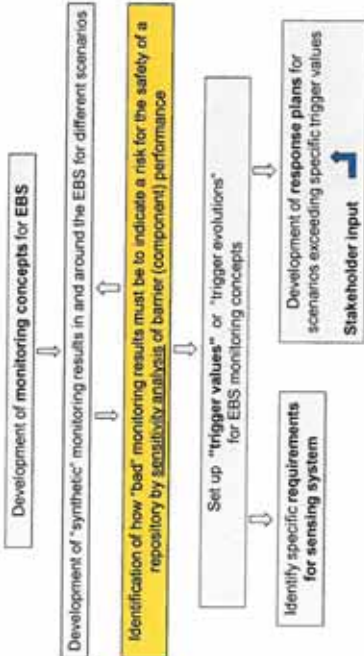 Development of monitoring concepts for EBS
Development of "synthetic" monitoring results in and around the EBS for different scenarios
Identification of how "bad" monitoring results must be to indicate a risk for the safety of a
repository by sensitivity analysis of barrier (component) performance
Set up "trigger values" or "trigger evolutions"
for EBS monitoring concepts
Identify specific requirements
for sensing system
Development of response plans for
scenarios exceeding specific trigger values
Stakeholder input